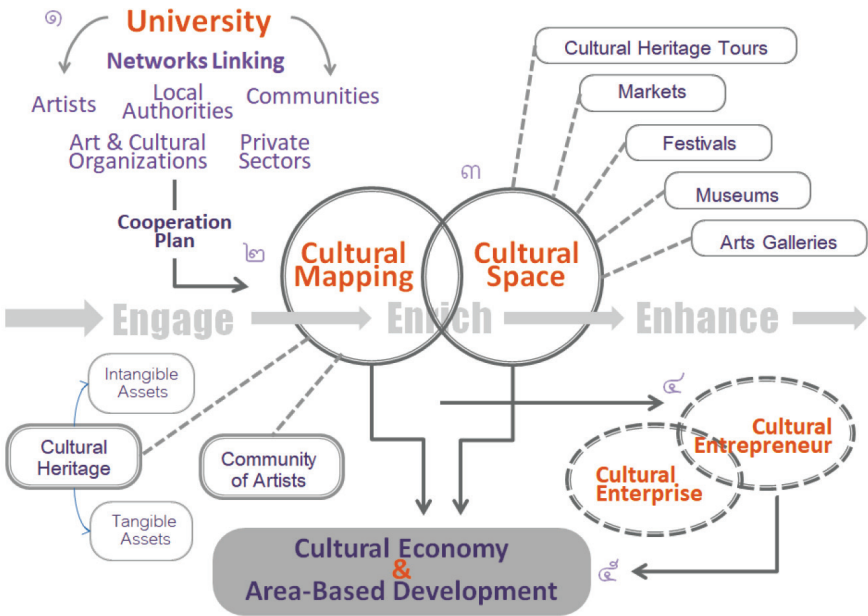 ๑
University
Networks Linking
Artists
Local
Authorities
Communities
Art & Cultural
Organizations
Private
Sectors
Cooperation
Plan
๒
Cultural
Mapping
๓
Cultural
Space
Cultural Heritage Tours
Markets
Festivals
Museums
Arts Galleries
Engage
Enrich
Enhance
Intangible
Assets
Cultural
Heritage
Tangible
Assets
Community
of Artists
๔
Cultural
Entrepreneur
Cultural
Enterprise
Cultural Economy
&
Area-Based Development
๕